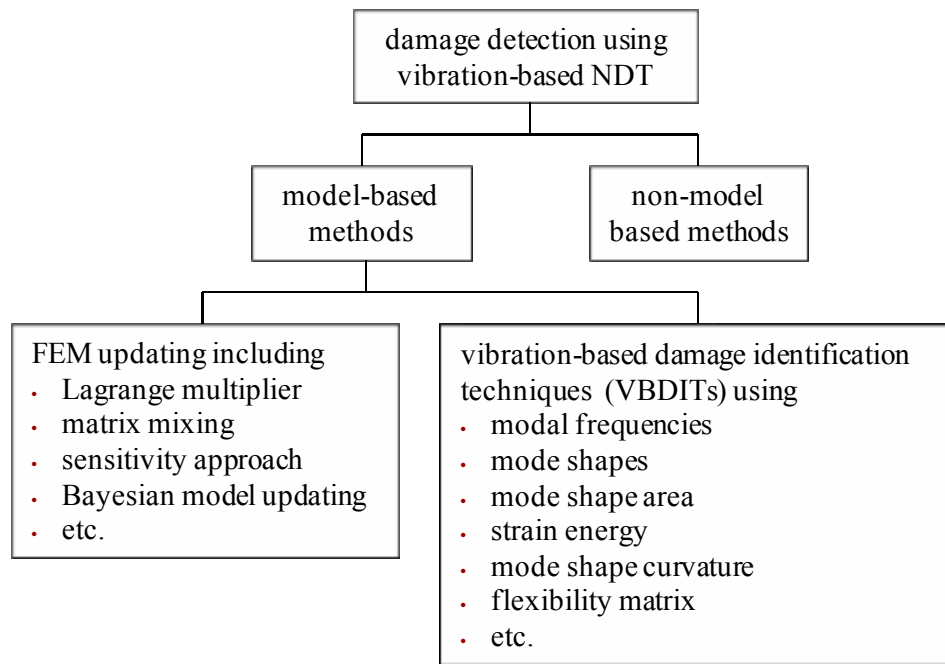 damage detection using
vibration-based NDT
model-based
methods
non-model
based methods
FEM updating including
• Lagrange multiplier
• matrix mixing
• sensitivity approach
• Bayesian model updating
• etc.
vibration-based damage identification
techniques (VBDITs) using
• modal frequencies
• mode shapes
• mode shape area
• strain energy
• mode shape curvature
• flexibility matrix
• etc.